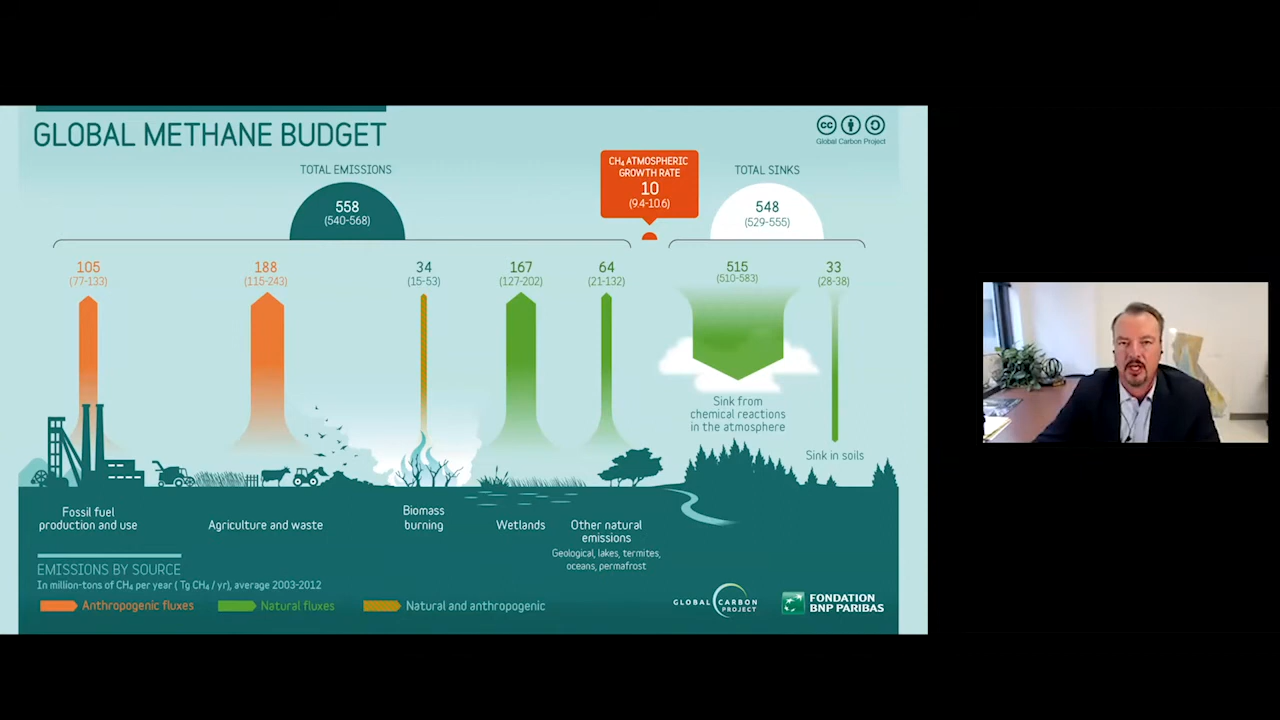 GLOBAL METHANE BUDGET
Global Carbon Project
TOTAL EMISSIONS
558
(540-568)
CH₄ ATMOSPHERIC
GROWTH RATE
10
(9.4-10.6)
TOTAL SINKS
548
(529-555)
105
(77-133)
188
(115-243)
34
(15-53)
167
(127-202)
64
(21-132)
515
(510-583)
33
(28-38)
Sink from
chemical reactions
in the atmosphere
Sink in soils
Fossil fuel
production and use
Agriculture and waste
Biomass
burning
Wetlands
Other natural
emissions
Geological, lakes, termites,
oceans, permafrost
EMISSIONS BY SOURCE
In million-tons of CH₄ per year ( Tg CH₄ / yr), average 2003-2012
Anthropogenic fluxes
Natural fluxes
Natural and anthropogenic
GLOBAL CARBON
PROJECT
FONDATION
BNP PARIBAS